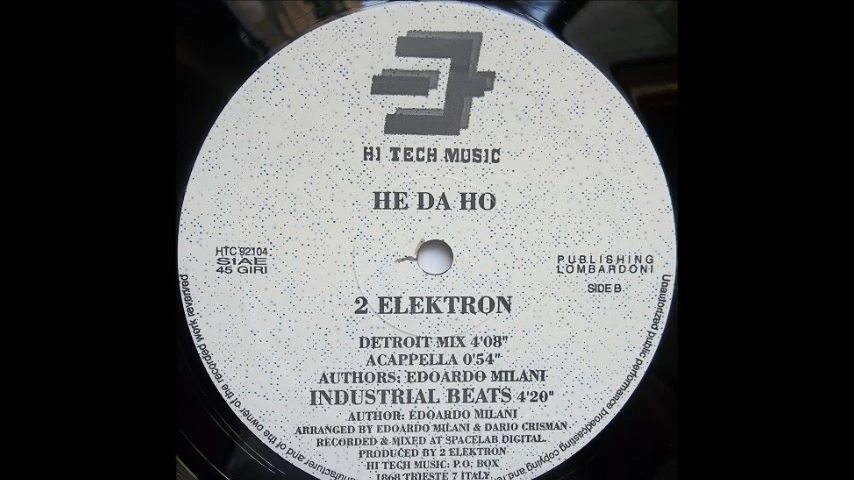 HI TECH MUSIC
HE DA HO
HTC 92104
SIAE
45 GIRI
PUBLISHING
LOMBARDONI
SIDE B
2 ELEKTRON
DETROIT MIX 4'08"
ACAPPELLA 0'54"
AUTHORS: EDOARDO MILANI
INDUSTRIAL BEATS 4'20"
AUTHOR: EDOARDO MILANI
ARRANGED BY EDOARDO MILANI & DARIO CRISMAN
RECORDED & MIXED AT SPACELAB DIGITAL.
PRODUCED BY 2 ELEKTRON
HI TECH MUSIC: P.O. BOX
1868 TRIESTE 7 ITALY
manufacturer and of the owner of the recorded work reserved
Unauthorized public performance broadcasting copying and